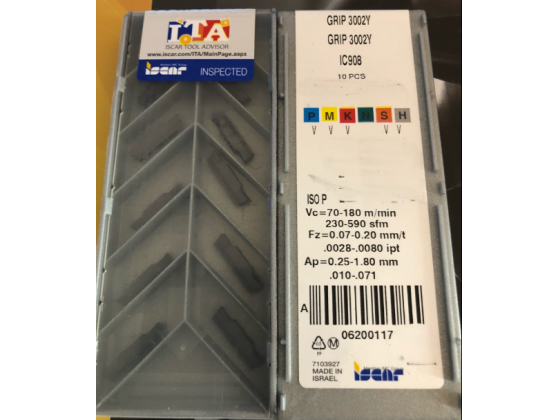 ITA
ISCAR TOOL ADVISOR
www.iscar.com/ITA/MainPage.aspx
iscar
INSPECTED
GRIP 3002Y
GRIP 3002Y
IC908
10 PCS
P M K N S H
V V V V V
ISO P
Vc=70-180 m/min
230-590 sfm
Fz=0.07-0.20 mm/t
.0028-.0080 ipt
Ap=0.25-1.80 mm
.010-.071
A
06200117
M
PP
7103927
MADE IN
ISRAEL
iscar